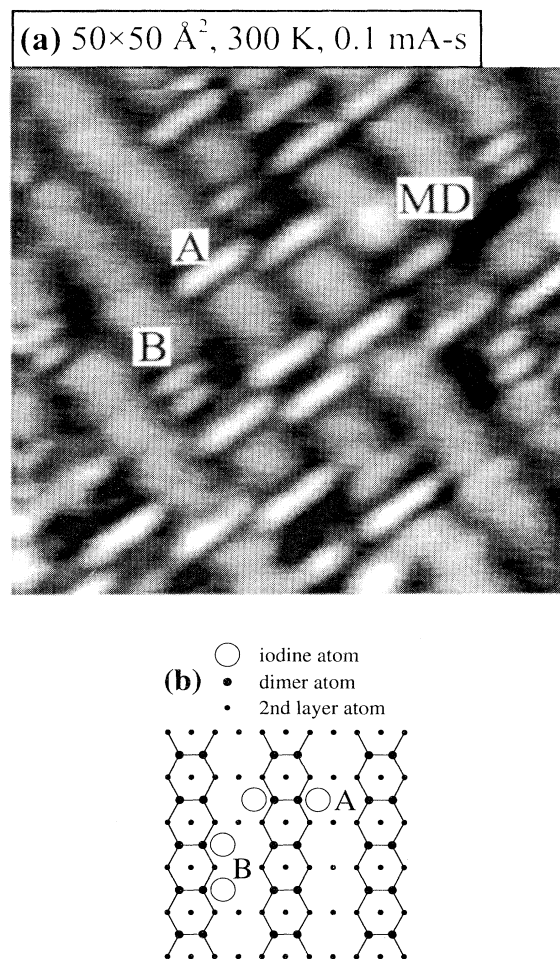 (a) 50×50 Å², 300 K, 0.1 mA-s
MD
A
B
iodine atom
(b) dimer atom
2nd layer atom
A
B